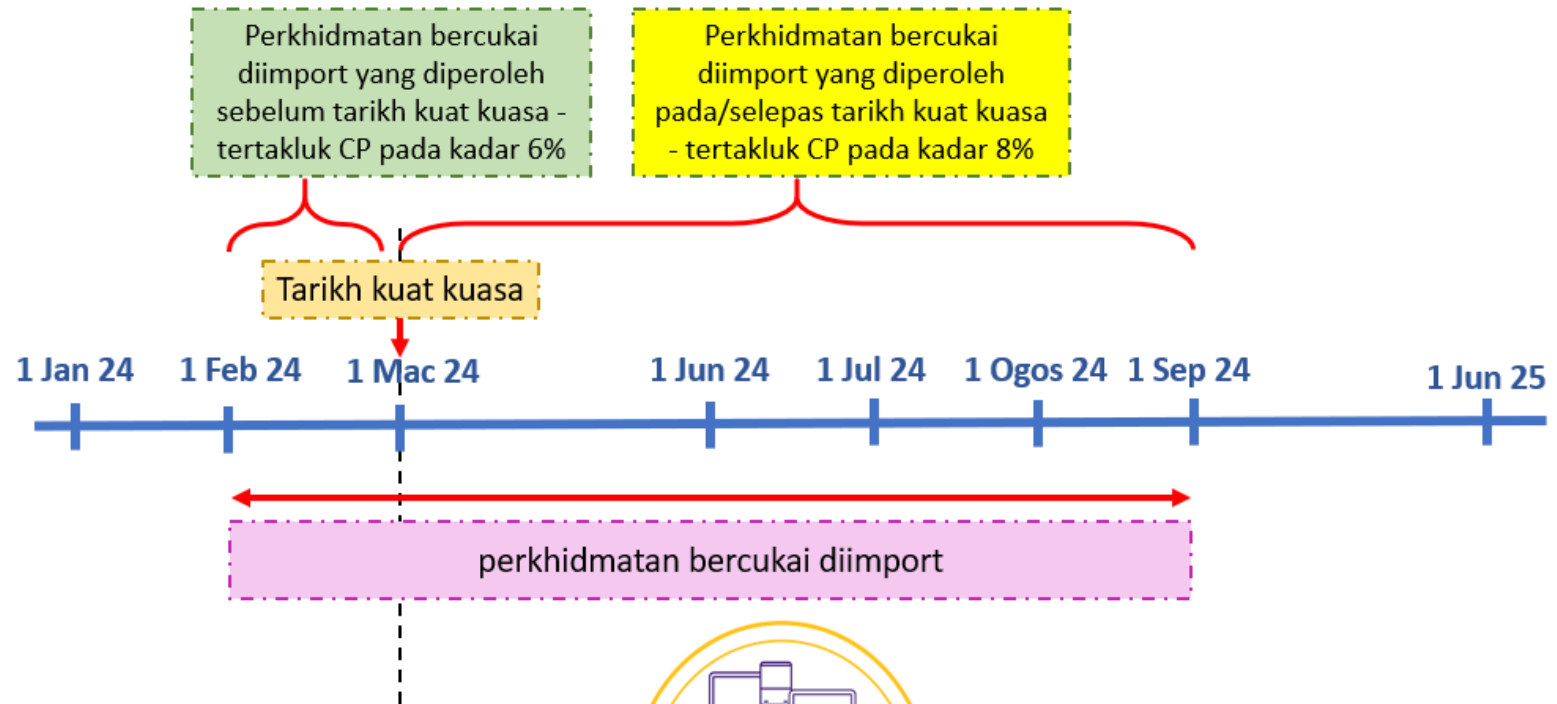 Perkhidmatan bercukai
diimport yang diperoleh
sebelum tarikh kuat kuasa -
tertakluk CP pada kadar 6%
Perkhidmatan bercukai
diimport yang diperoleh
pada/selepas tarikh kuat kuasa
- tertakluk CP pada kadar 8%
Tarikh kuat kuasa
1 Jan 24
1 Feb 24
1 Mac 24
1 Jun 24
1 Jul 24
1 Ogos 24
1 Sep 24
1 Jun 25
perkhidmatan bercukai diimport